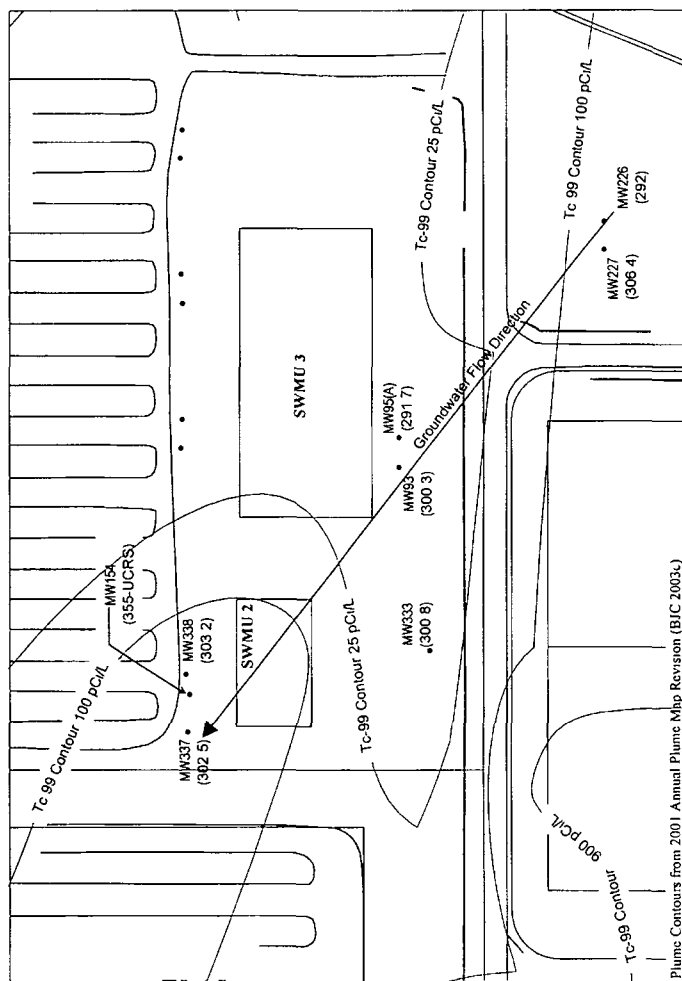 Tc-99 Contour 25 pCi/L
Tc 99 Contour 100 pCi/L
MW226
(292)
MW227
(306 4)
Groundwater Flow Direction
SWMU 3
MW95(A)
(291 7)
MW93
(300 3)
MW154
(355-UCRS)
MW338
(303 2)
SWMU 2
MW333
(300 8)
MW337
(302 5)
Tc 99 Contour 100 pCi/L
Tc-99 Contour 25 pCi/L
900 pCi/L
Tc-99 Contour
Plume Contours from 2001 Annual Plume Map Revision (BJC 2003c)